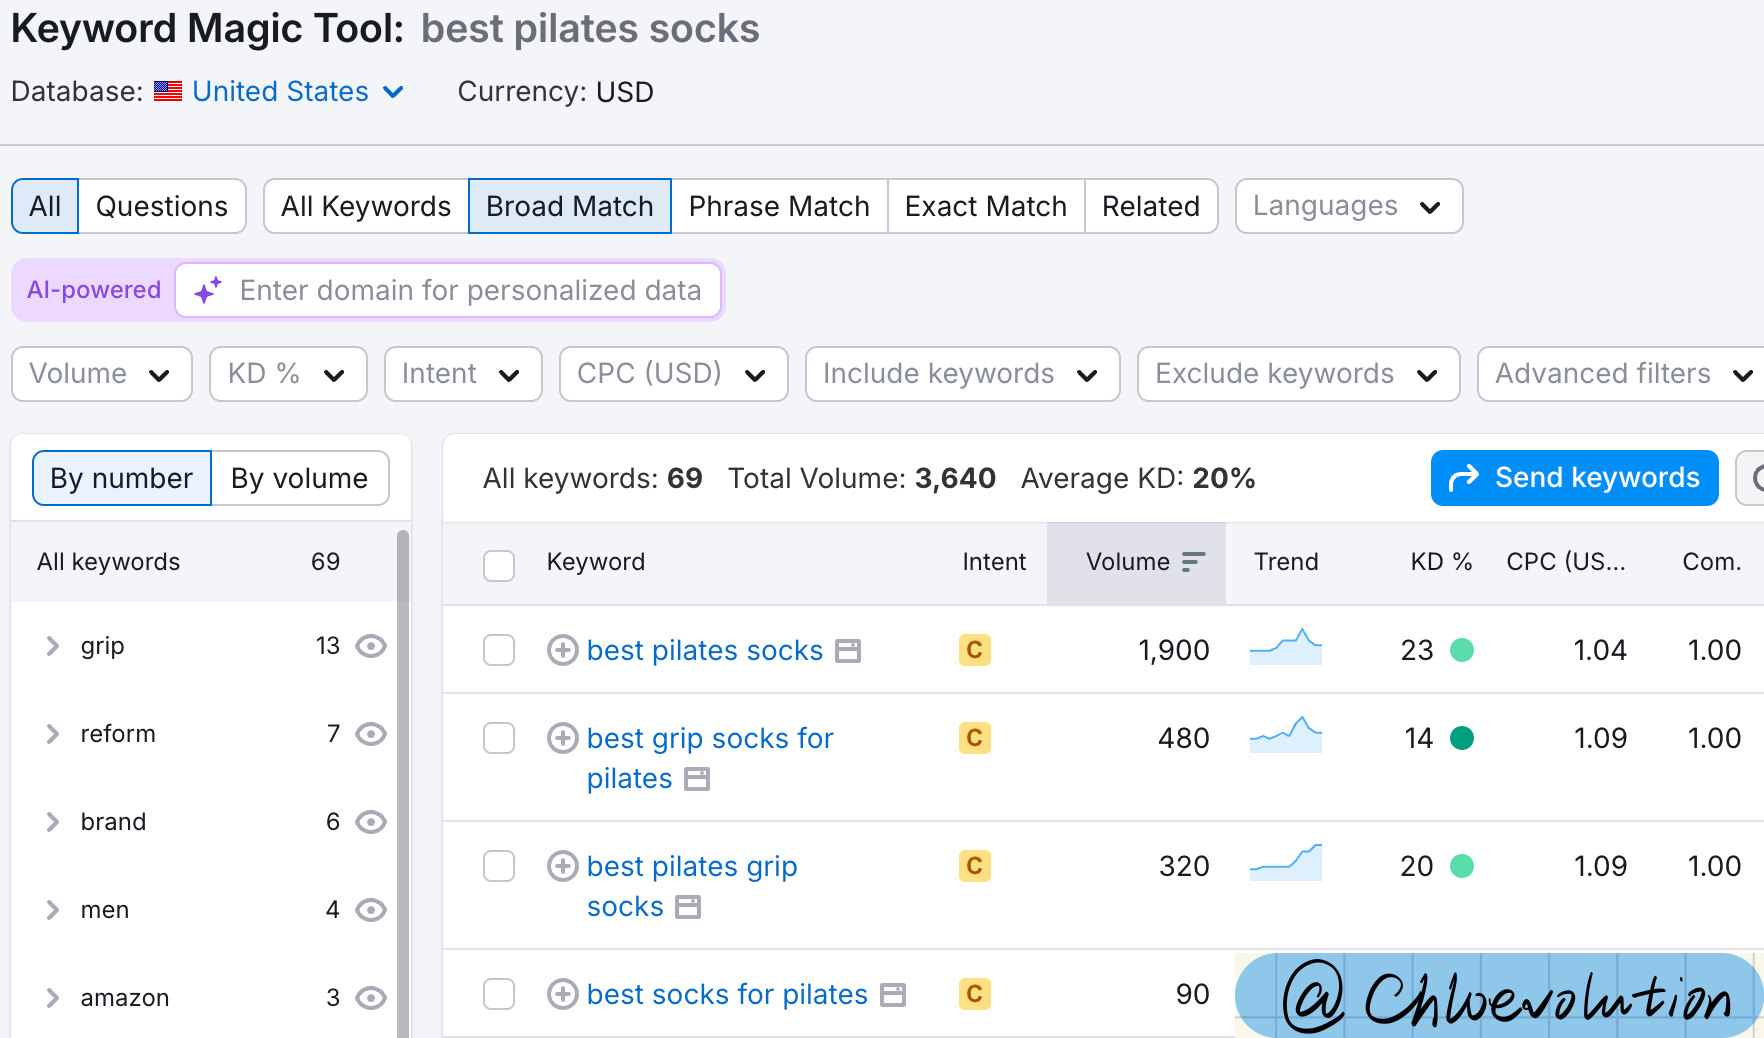 Keyword Magic Tool: best pilates socks
Database: United States Currency: USD
All Questions All Keywords Broad Match Phrase Match Exact Match Related Languages
AI-powered Enter domain for personalized data
Volume KD % Intent CPC (USD) Include keywords Exclude keywords Advanced filters
By number By volume
All keywords: 69 Total Volume: 3,640 Average KD: 20% Send keywords
All keywords 69
grip 13
reform 7
brand 6
men 4
amazon 3
Keyword Intent Volume Trend KD % CPC (US... Com.
best pilates socks C 1,900 23 1.04 1.00
best grip socks for C 480 14 1.09 1.00
pilates
best pilates grip C 320 20 1.09 1.00
socks
best socks for pilates C 90
@Chloevolution